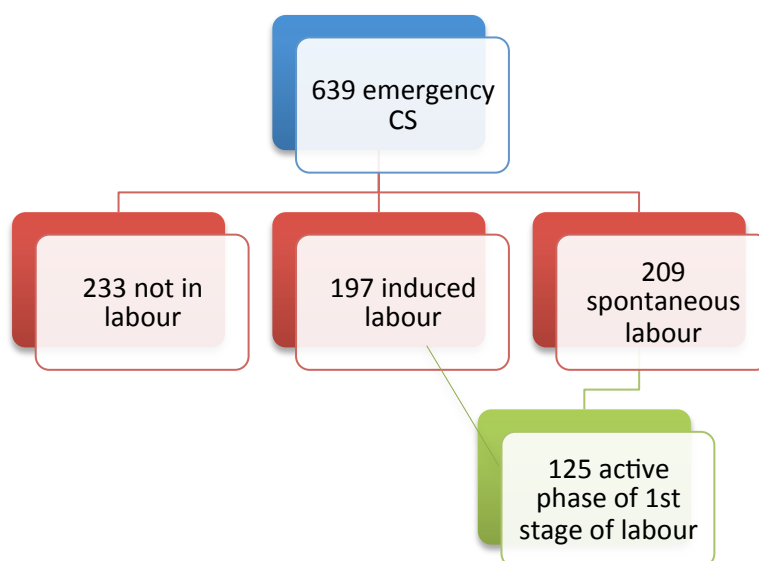 639 emergency
CS
233 not in
labour
197 induced
labour
209
spontaneous
labour
125 active
phase of 1st
stage of labour